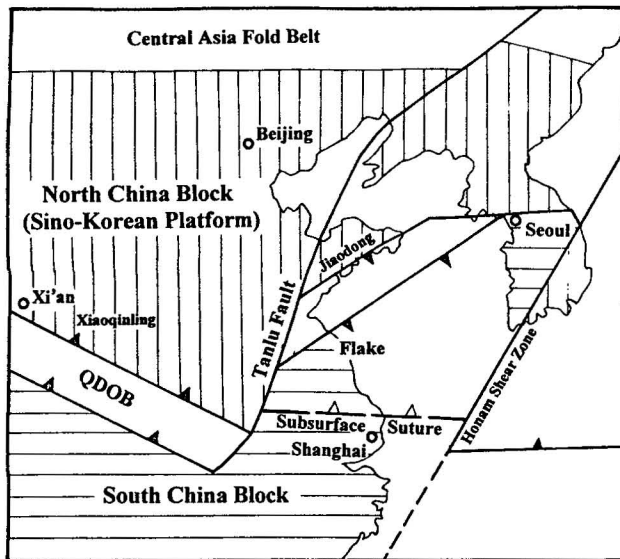 Central Asia Fold Belt
Beijing
North China Block
(Sino-Korean Platform)
Seoul
Jiaodong
Xi'an
Xiaoqinling
Tanlu Fault
Flake
QDOB
Honam Shear Zone
Subsurface Suture
Shanghai
South China Block